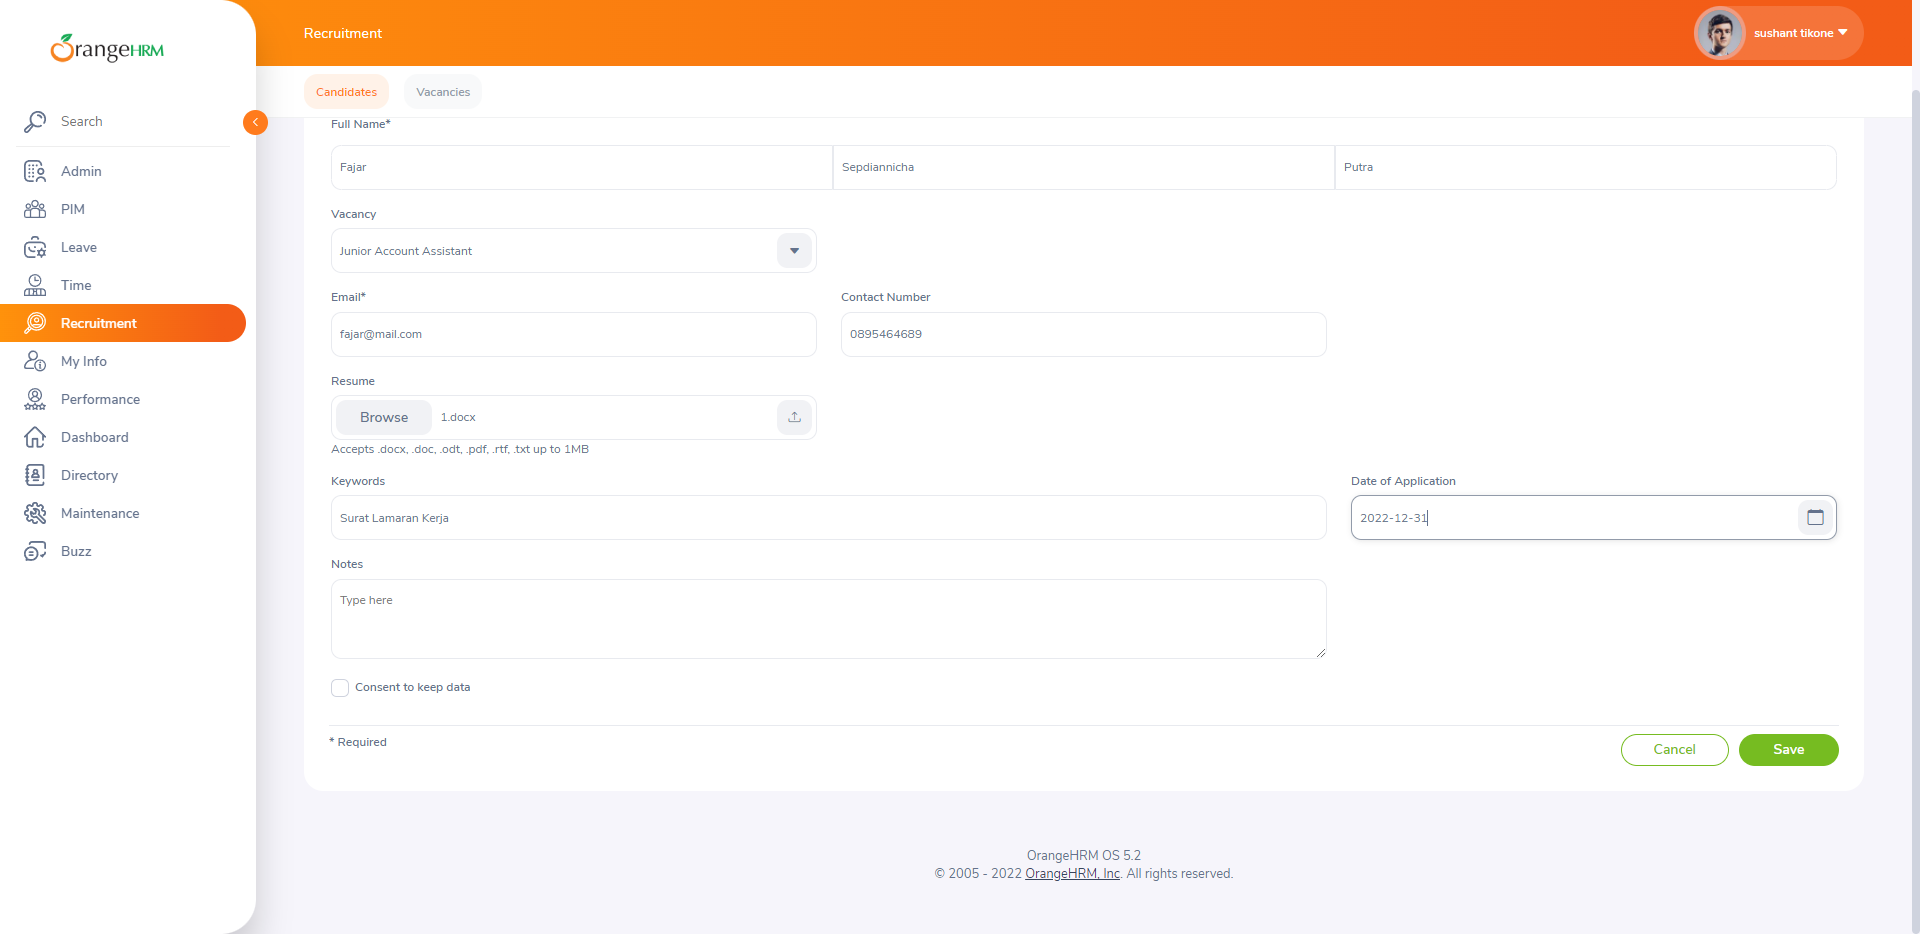 OrangeHRM
Search
Admin
PIM
Leave
Time
Recruitment
My Info
Performance
Dashboard
Directory
Maintenance
Buzz
Recruitment
sushant tikone
Candidates
Vacancies
Full Name*
Fajar
Sepdiannicha
Putra
Vacancy
Junior Account Assistant
Email*
Contact Number
fajar@mail.com
0895464689
Resume
Browse
1.docx
Accepts .docx, .doc, .odt, .pdf, .rtf, .txt up to 1MB
Keywords
Date of Application
Surat Lamaran Kerja
2022-12-31
Notes
Type here
Consent to keep data
* Required
Cancel
Save
OrangeHRM OS 5.2
© 2005 - 2022 OrangeHRM, Inc. All rights reserved.